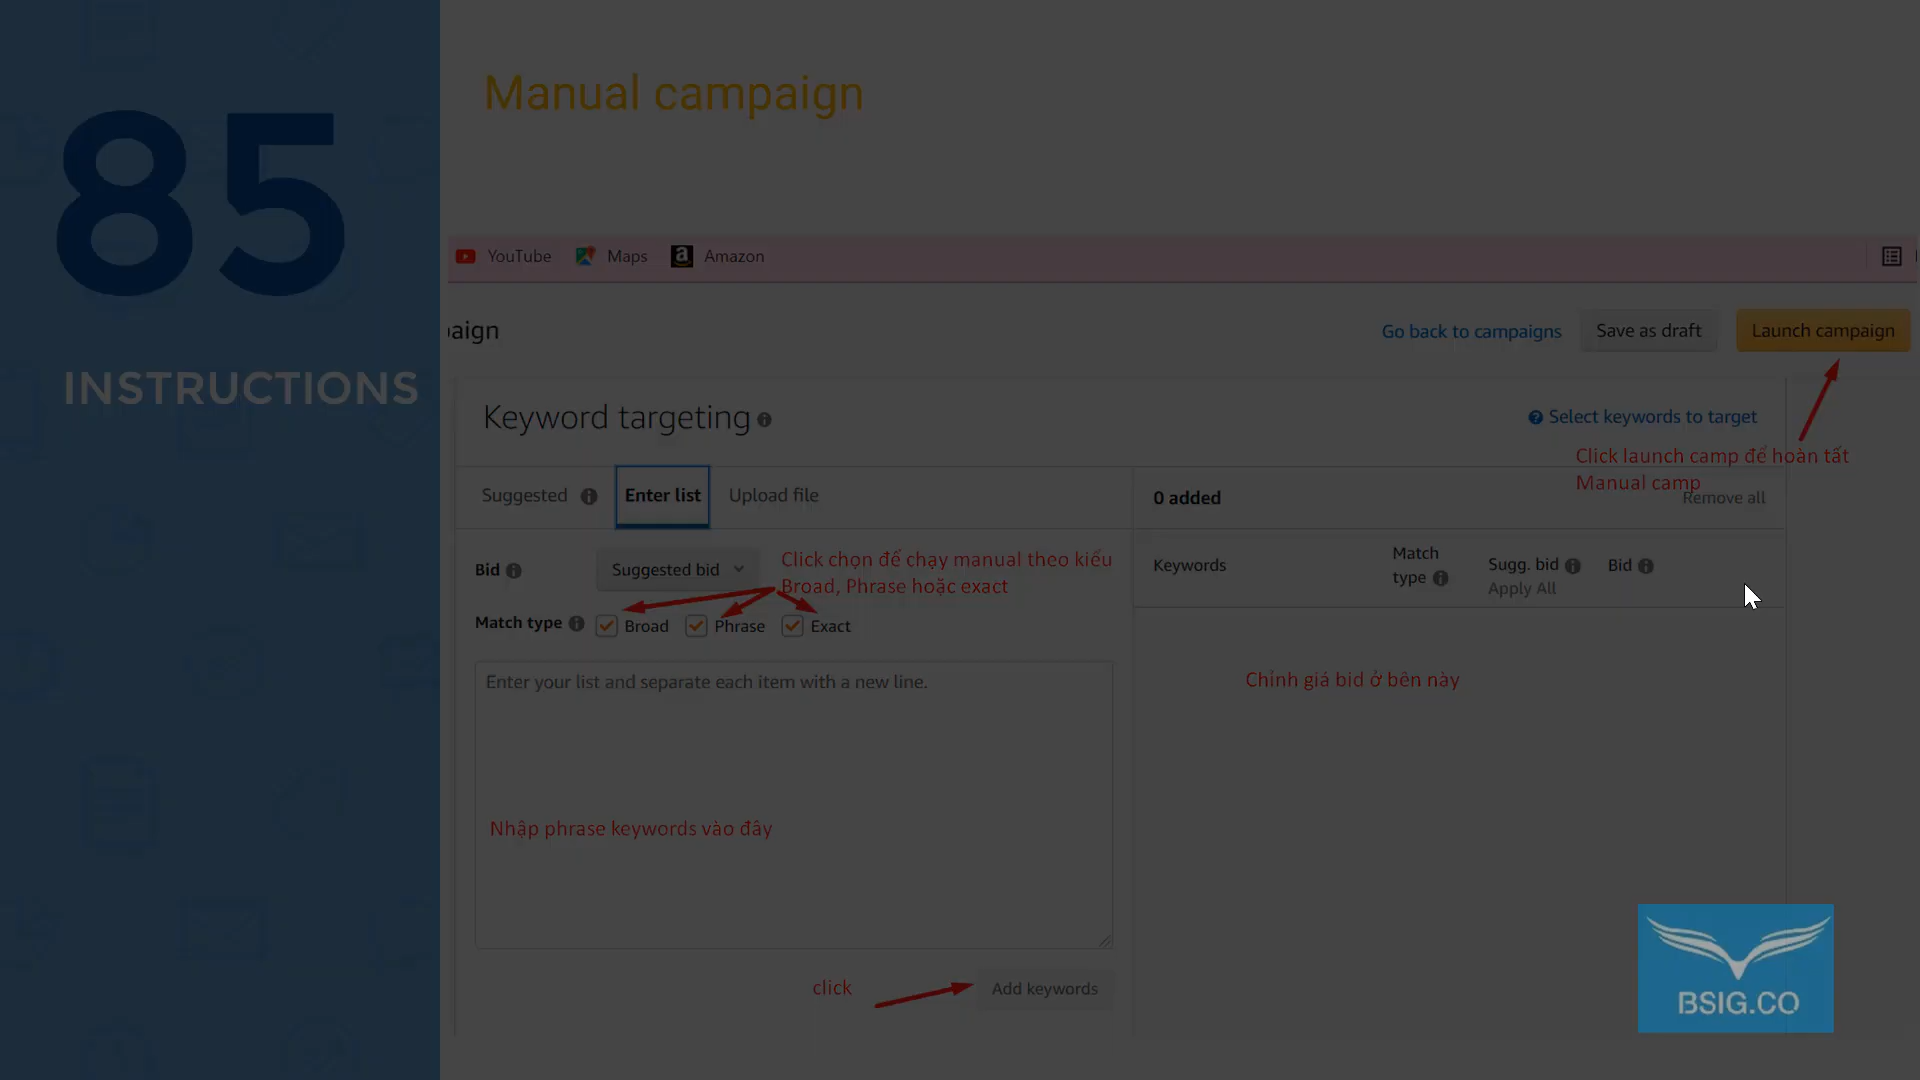 85
INSTRUCTIONS
Manual campaign
YouTube Maps Amazon
paign
Go back to campaigns Save as draft Launch campaign
Keyword targeting
Select keywords to target
Click launch camp để hoàn tất
Manual camp
Suggested Enter list Upload file
0 added
Remove all
Bid Suggested bid
Click chọn để chạy manual theo kiểu
Broad, Phrase hoặc exact
Match type Broad Phrase Exact
Keywords
Match
type
Sugg. bid
Apply All
Bid
Enter your list and separate each item with a new line.
Chỉnh giá bid ở bên này
Nhập phrase keywords vào đây
click
Add keywords
BSIG.CO